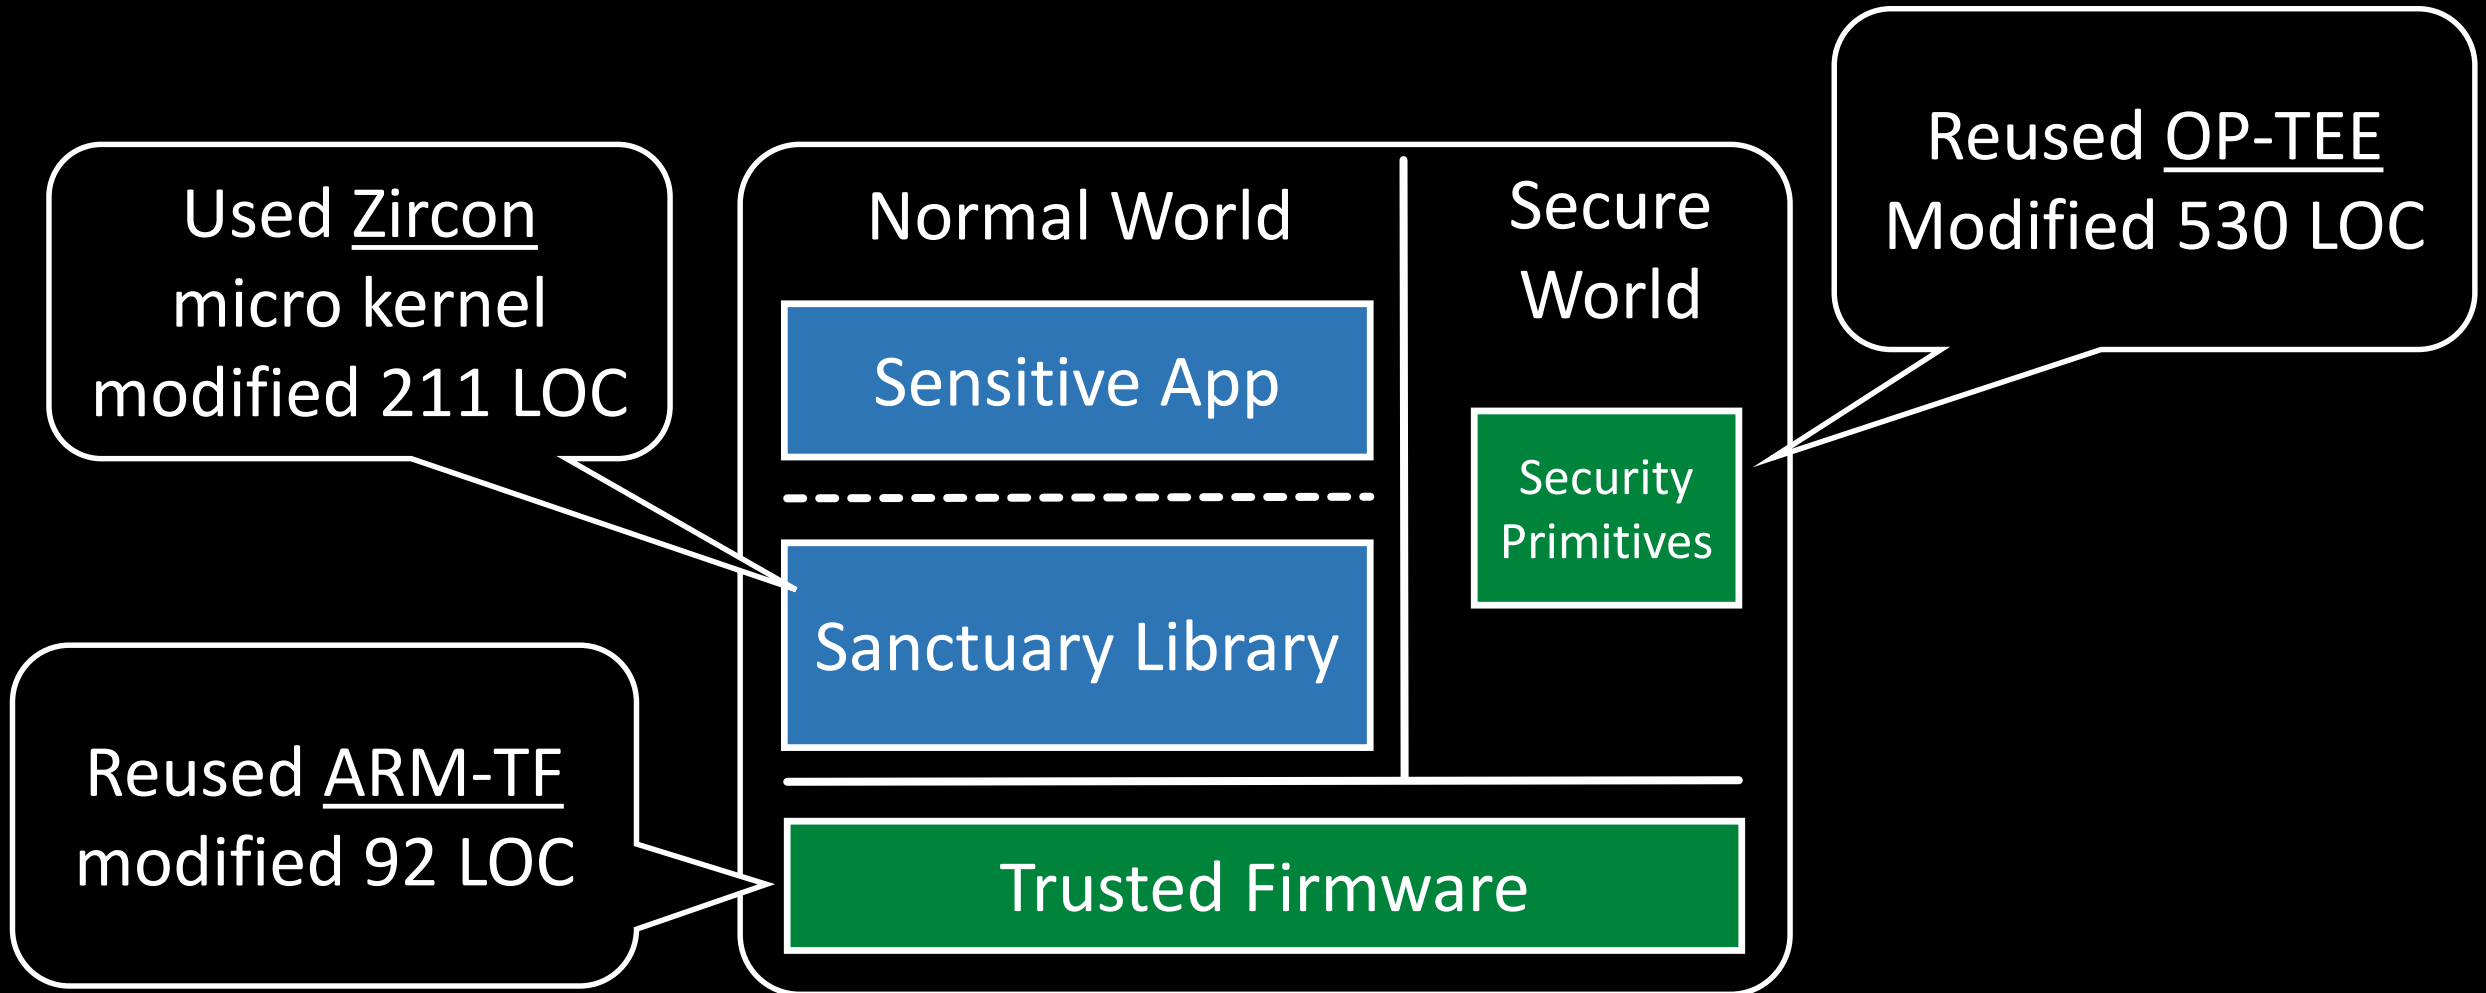 Used Zircon
micro kernel
modified 211 LOC
Reused ARM-TF
modified 92 LOC
Normal World
Sensitive App
Sanctuary Library
Secure
World
Security
Primitives
Trusted Firmware
Reused OP-TEE
Modified 530 LOC